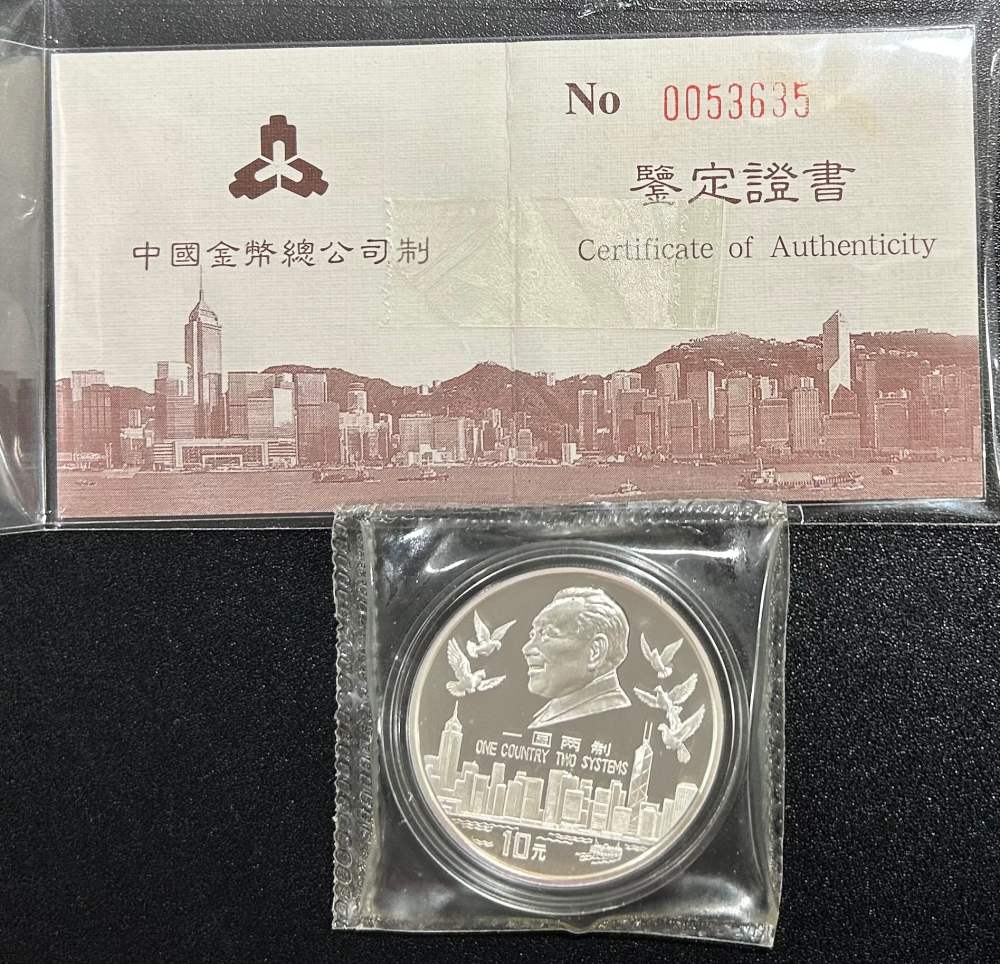 No 0053635
鑒定證書
Certificate of Authenticity
中國金幣總公司制
一国两制
ONE COUNTRY TWO SYSTEMS
10元